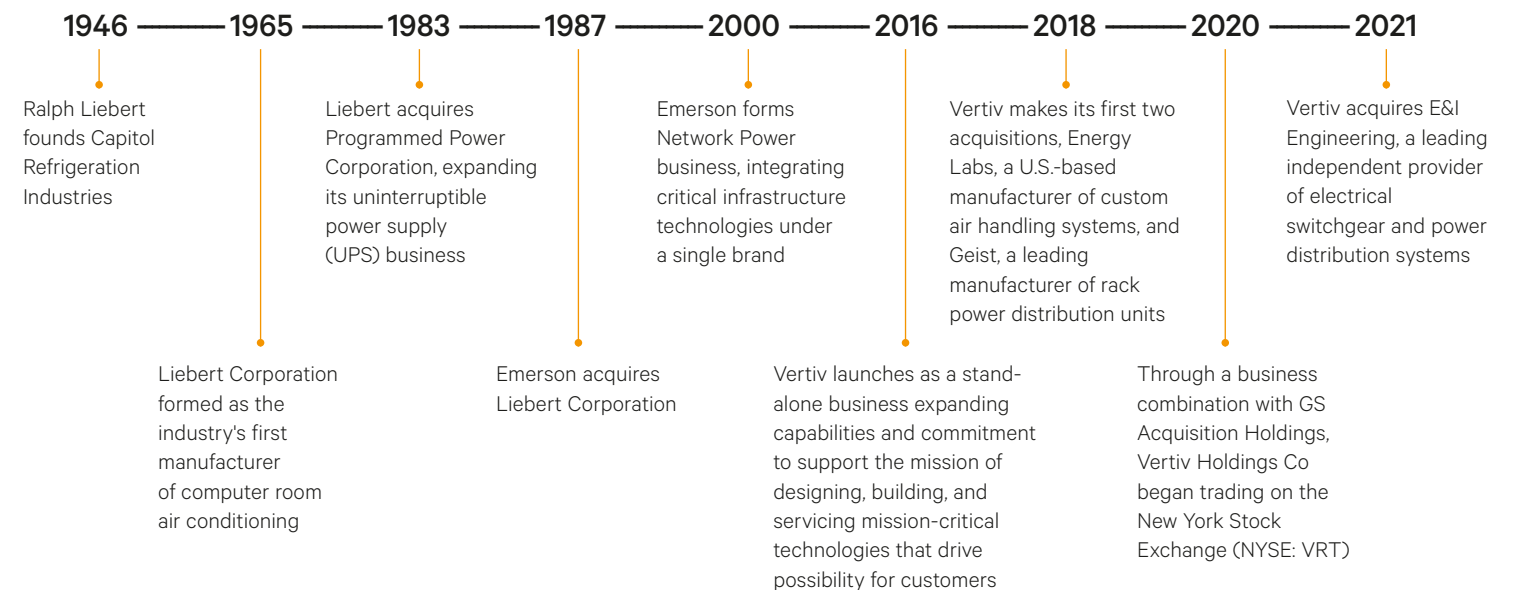 1946 1965 1983 1987 2000 2016 2018 2020 2021
Ralph Liebert
founds Capitol
Refrigeration
Industries
Liebert Corporation
formed as the
industry's first
manufacturer
of computer room
air conditioning
Liebert acquires
Programmed Power
Corporation, expanding
its uninterruptible
power supply
(UPS) business
Emerson acquires
Liebert Corporation
Emerson forms
Network Power
business, integrating
critical infrastructure
technologies under
a single brand
Vertiv launches as a stand-
alone business expanding
capabilities and commitment
to support the mission of
designing, building, and
servicing mission-critical
technologies that drive
possibility for customers
Vertiv makes its first two
acquisitions, Energy
Labs, a U.S.-based
manufacturer of custom
air handling systems, and
Geist, a leading
manufacturer of rack
power distribution units
Through a business
combination with GS
Acquisition Holdings,
Vertiv Holdings Co
began trading on the
New York Stock
Exchange (NYSE: VRT)
Vertiv acquires E&I
Engineering, a leading
independent provider
of electrical
switchgear and power
distribution systems